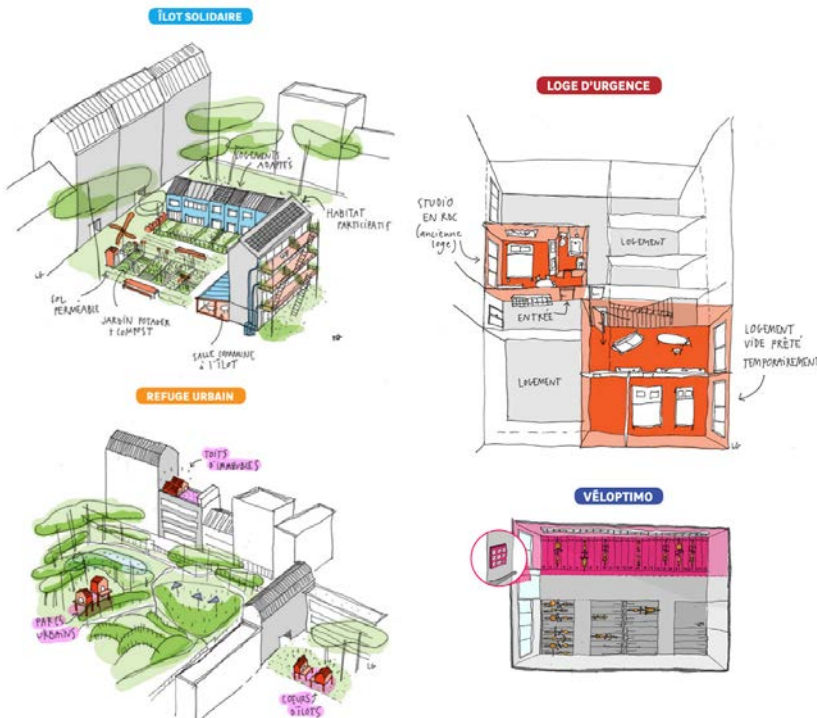 ÎLOT SOLIDAIRE
LOGEMENTS
ADAPTÉS
HABITAT
PARTICIPATIF
SOL
PERMÉABLE
JARDIN POTAGER
+ COMPOST
SALLE COMMUNE
À L'ÎLOT
LOGE D'URGENCE
STUDIO
EN RDC
(ancienne
loge)
LOGEMENT
ENTRÉE
LOGEMENT
LOGEMENT
VIDE PRÊTÉ
TEMPORAIREMENT
REFUGE URBAIN
TOITS
D'IMMEUBLES
PARCS
URBAINS
COEURS
D'ÎLOTS
VÉLOPTIMO